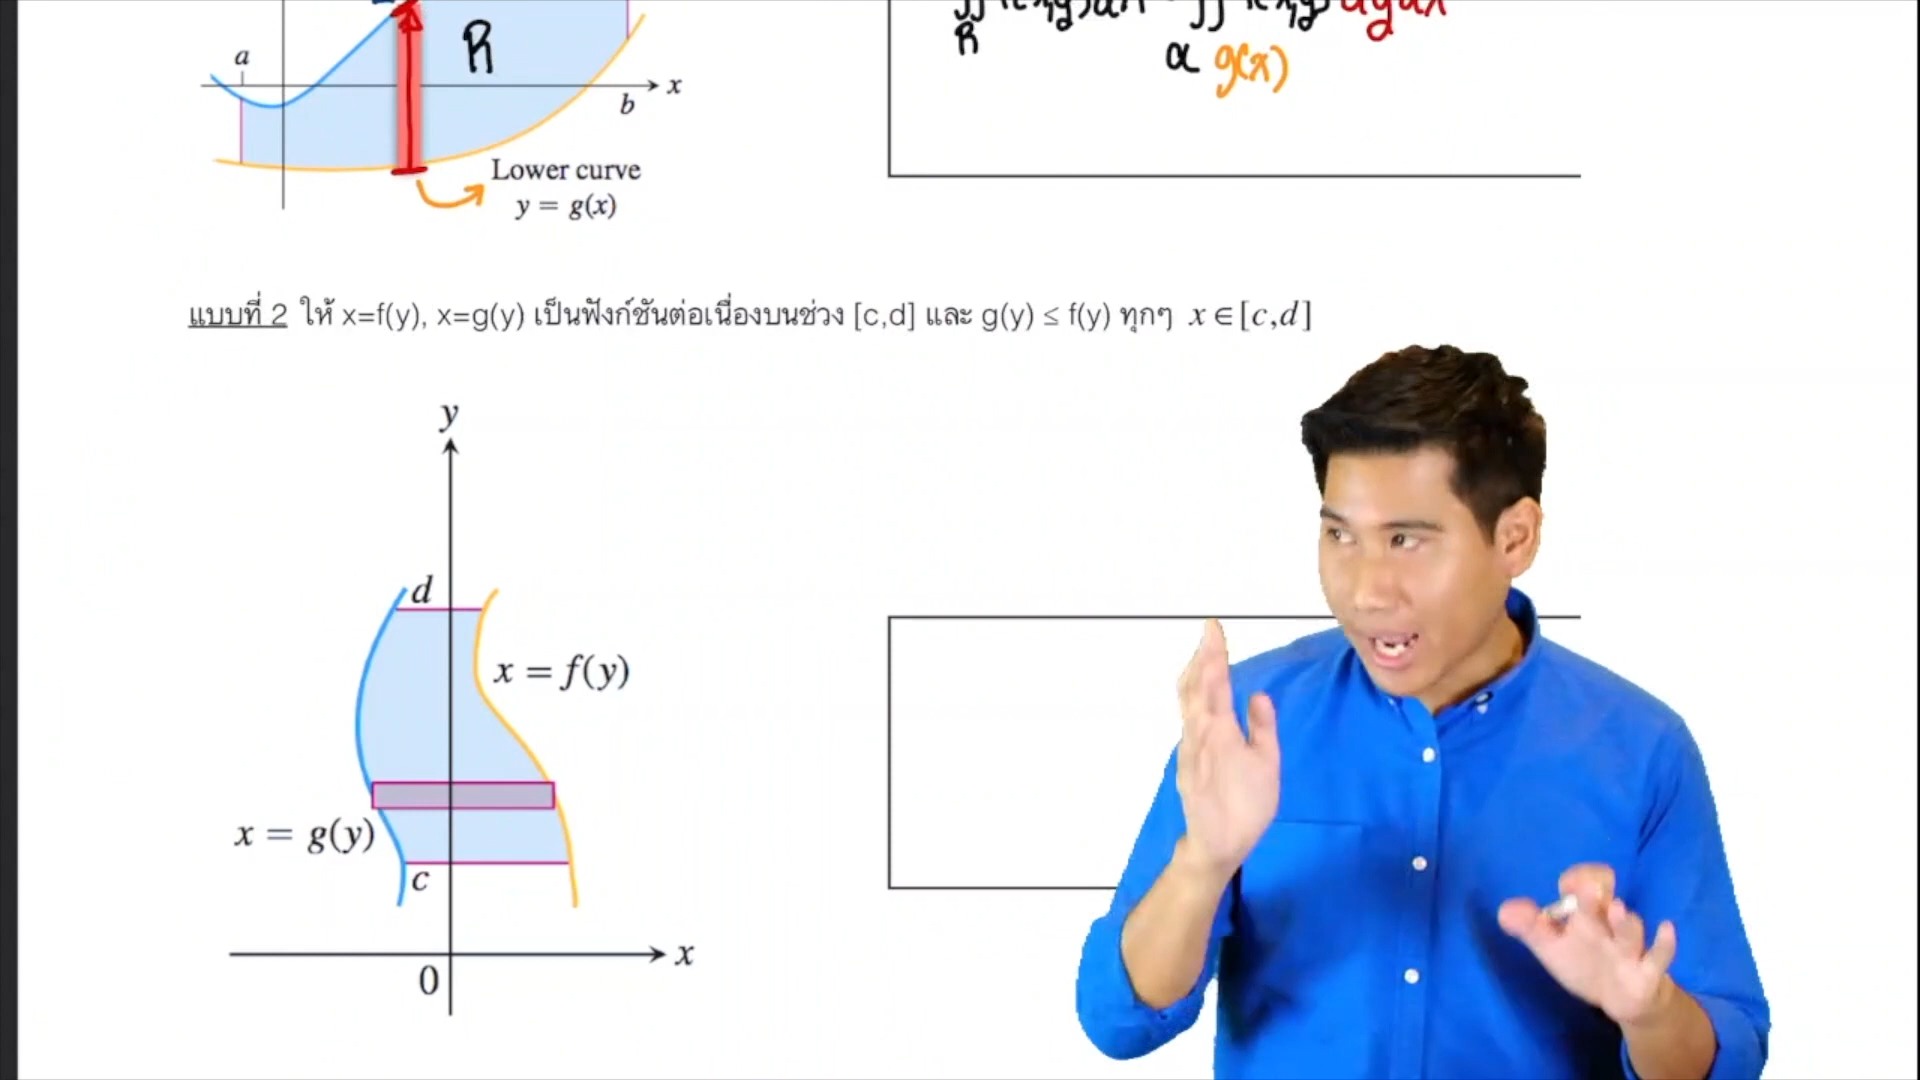 R
a
x
b
Lower curve
y = g(x)
R
a g(x)
แบบที่ 2 ให้ x=f(y), x=g(y) เป็นฟังก์ชันต่อเนื่องบนช่วง [c,d] และ g(y) ≤ f(y) ทุกๆ x ∈ [c,d]
y
d
x = f(y)
x = g(y)
c
x
0